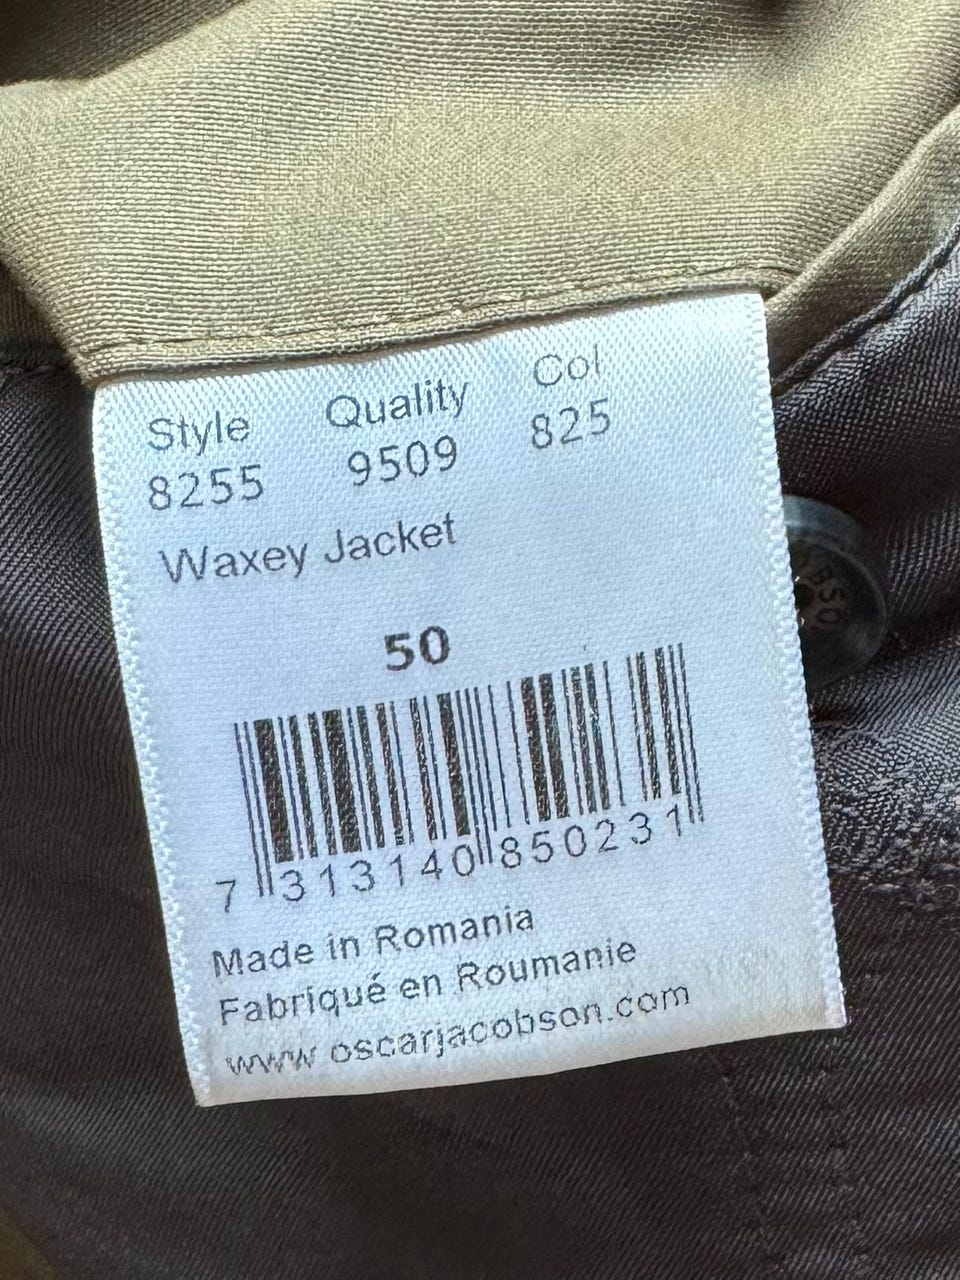 Style Quality Col
8255 9509 825
Waxey Jacket
50
7 313140 850231
Made in Romania
Fabriqué en Roumanie
www oscarjacobson.com